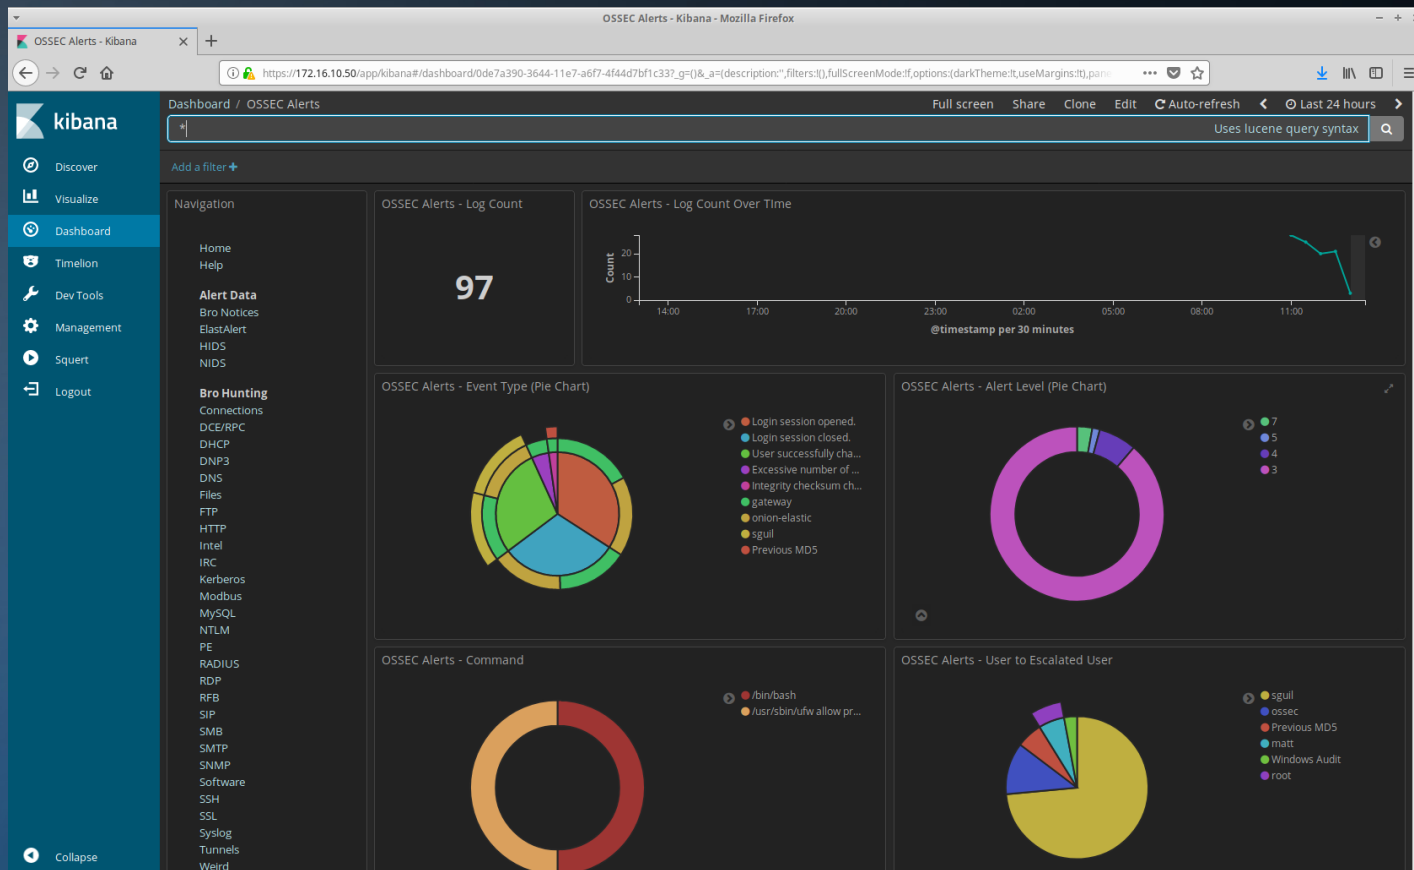 OSSEC Alerts - Kibana - Mozilla Firefox
OSSEC Alerts - Kibana
https://172.16.10.50/app/kibana#/dashboard/0de7a390-3644-11e7-a6f7-4f44d7bf1c33?_g=()&_a=(description:'',filters:!(),fullScreenMode:!f,options:(darkTheme:!t,useMargins:!t),pan
kibana
Discover
Visualize
Dashboard
Timelion
Dev Tools
Management
Squert
Logout
Collapse
Dashboard / OSSEC Alerts
Full screen Share Clone Edit Auto-refresh Last 24 hours
*
Uses lucene query syntax
Add a filter +
Navigation
Home
Help
Alert Data
Bro Notices
ElastAlert
HIDS
NIDS
Bro Hunting
Connections
DCE/RPC
DHCP
DNP3
DNS
Files
FTP
HTTP
Intel
IRC
Kerberos
Modbus
MySQL
NTLM
PE
RADIUS
RDP
RFB
SIP
SMB
SMTP
SNMP
Software
SSH
SSL
Syslog
Tunnels
Weird
OSSEC Alerts - Log Count
97
OSSEC Alerts - Log Count Over TIme
Count
20
10
0
14:00 17:00 20:00 23:00 02:00 05:00 08:00 11:00
@timestamp per 30 minutes
OSSEC Alerts - Event Type (Pie Chart)
Login session opened.
Login session closed.
User successfully cha...
Excessive number of ...
Integrity checksum ch...
gateway
onion-elastic
sguil
Previous MD5
OSSEC Alerts - Alert Level (Pie Chart)
7
5
4
3
OSSEC Alerts - Command
/bin/bash
/usr/sbin/ufw allow pr...
OSSEC Alerts - User to Escalated User
sguil
ossec
Previous MD5
matt
Windows Audit
root